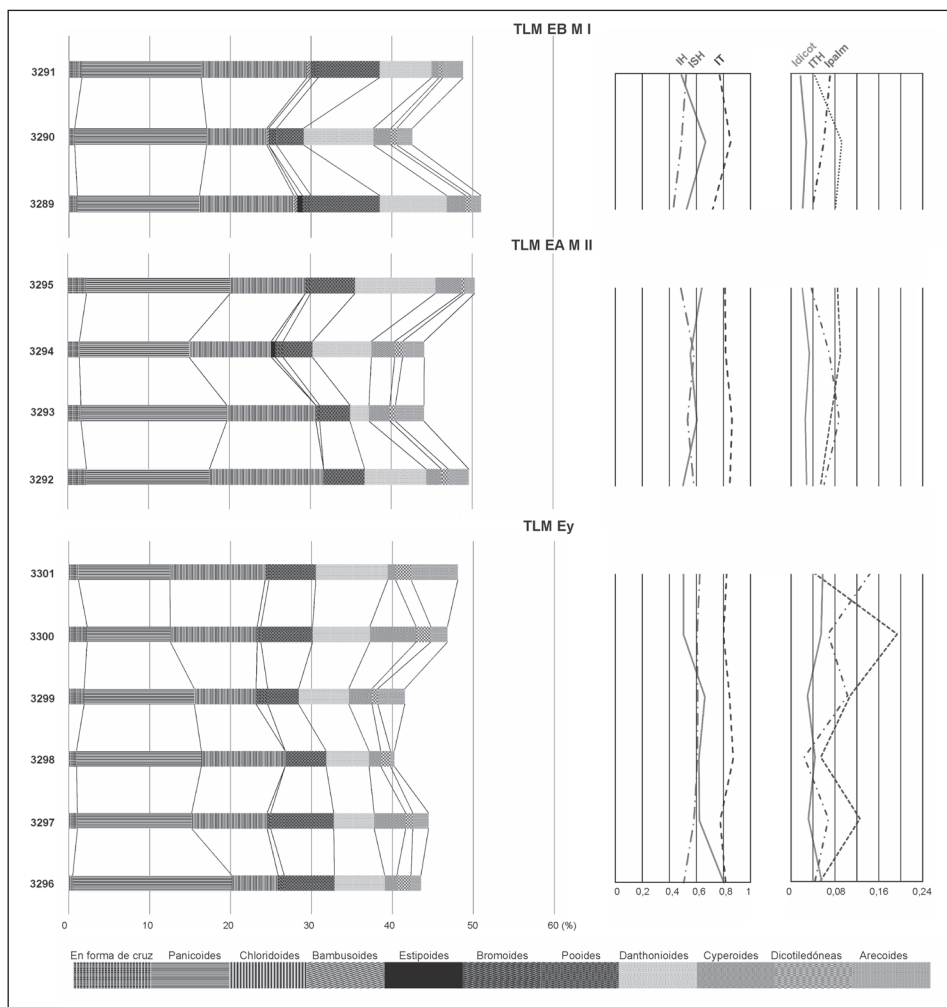 TLM EB M I
3291
3290
3289
IH ISH IT
Idicot ITH Ipalm
TLM EA M II
3295
3294
3293
3292
TLM Ey
3301
3300
3299
3298
3297
3296
0 10 20 30 40 50 60 (%)
0 0,2 0,4 0,6 0,8 1
0 0,08 0,16 0,24
En forma de cruz Panicoides Chloridoides Bambusoides Estipoides Bromoides Pooides Danthonioides Cyperoides Dicotiledóneas Arecoides